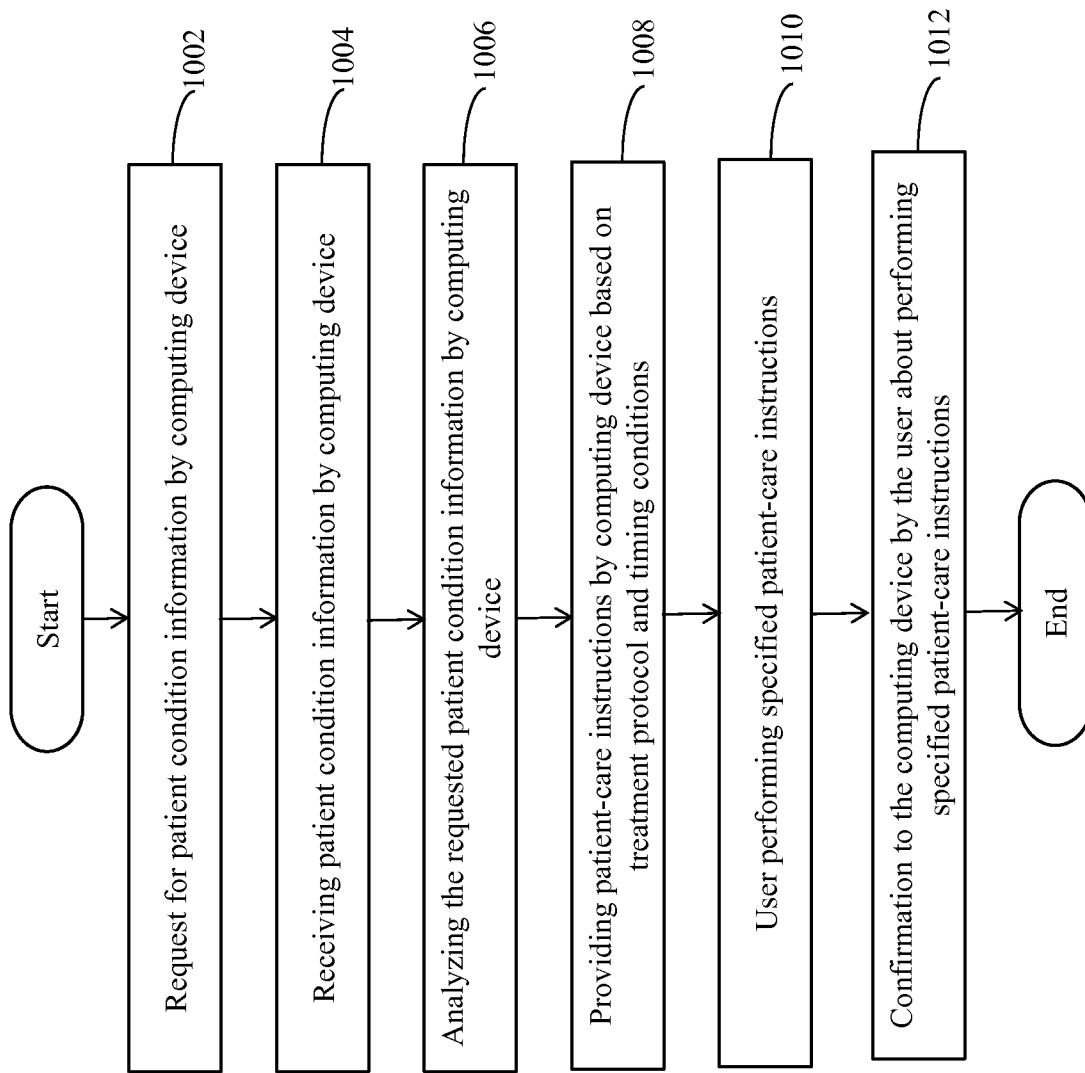 Start
Request for patient condition information by computing device
1002
Receiving patient condition information by computing device
1004
Analyzing the requested patient condition information by computing
device
1006
Providing patient-care instructions by computing device based on
treatment protocol and timing conditions
1008
User performing specified patient-care instructions
1010
Confirmation to the computing device by the user about performing
specified patient-care instructions
1012
End